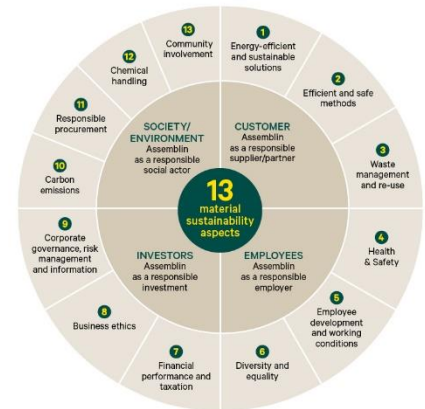 13
material
sustainability
aspects
SOCIETY/
ENVIRONMENT
Assemblin
as a responsible
social actor
CUSTOMER
Assemblin
as a responsible
supplier/partner
INVESTORS
Assemblin
as a responsible
investment
EMPLOYEES
Assemblin
as a responsible
employer
1
Energy-efficient
and sustainable
solutions
2
Efficient and safe
methods
3
Waste
management
and re-use
4
Health
& Safety
5
Employee
development
and working
conditions
6
Diversity and
equality
7
Financial
performance and
taxation
8
Business ethics
9
Corporate
governance, risk
management
and information
10
Carbon
emissions
11
Responsible
procurement
12
Chemical
handling
13
Community
involvement